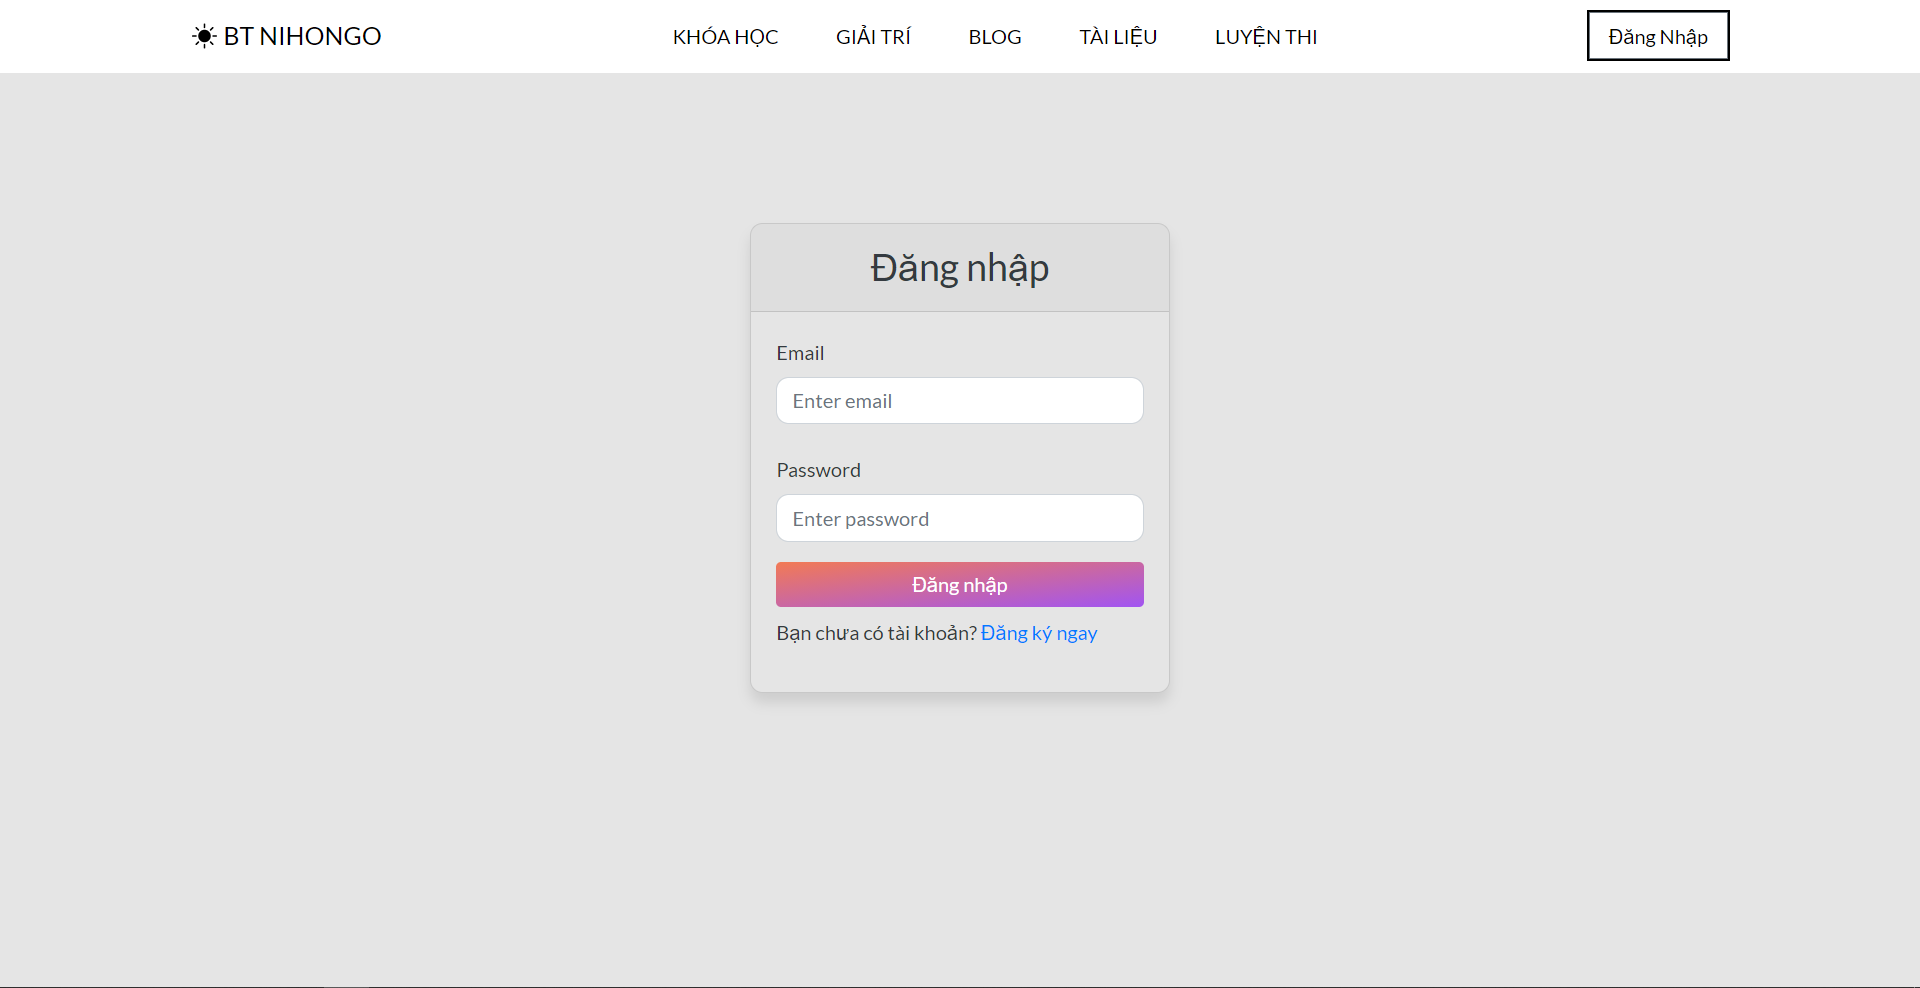 BT NIHONGO
KHÓA HỌC GIẢI TRÍ BLOG TÀI LIỆU LUYỆN THI
Đăng Nhập
Đăng nhập
Email
Enter email
Password
Enter password
Đăng nhập
Bạn chưa có tài khoản? Đăng ký ngay